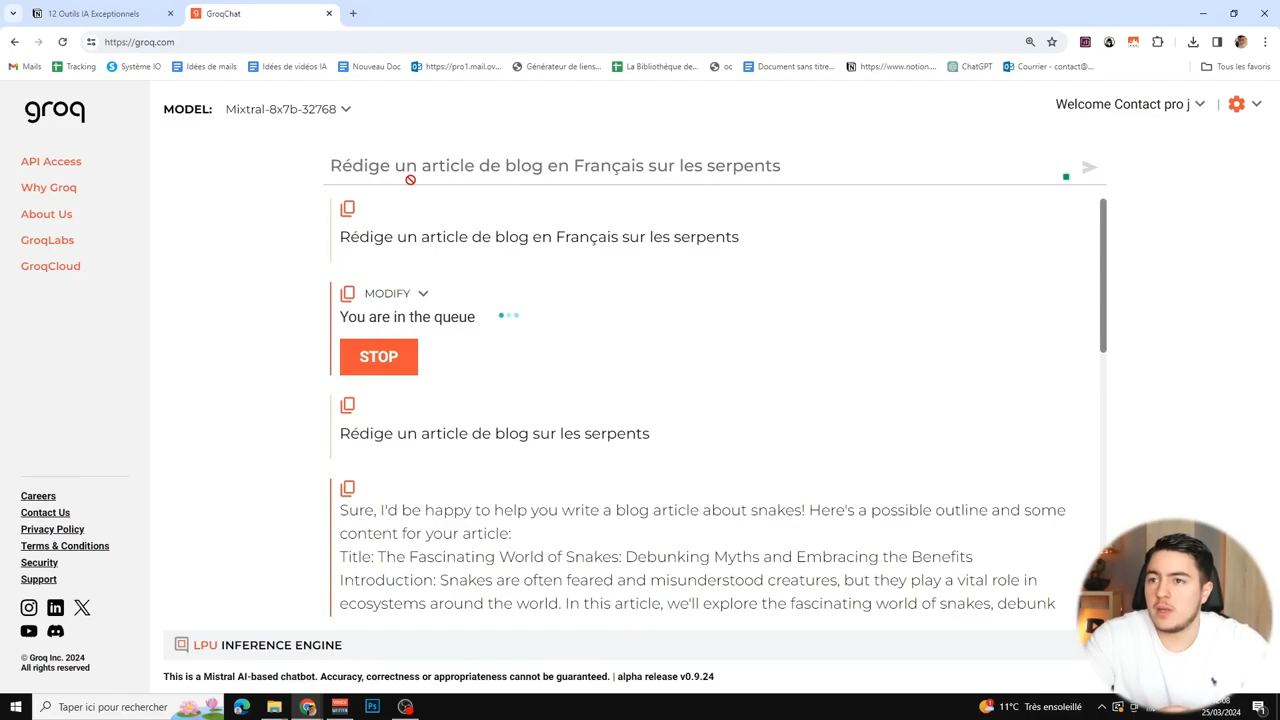 12 Outils IA Exceptionnels
GroqChat
https://groq.com
Mails
Tracking
Système IO
Idées de mails
Idées de vidéos IA
Nouveau Doc
https://pro1.mail.ov...
Générateur de liens...
La Bibliothèque de...
oc
Document sans titre...
https://www.notion....
ChatGPT
Courrier - contact@...
Tous les favoris
groq
MODEL: Mixtral-8x7b-32768
Welcome Contact pro j
API Access
Why Groq
About Us
GroqLabs
GroqCloud
Rédige un article de blog en Français sur les serpents
Rédige un article de blog en Français sur les serpents
MODIFY
You are in the queue
STOP
Rédige un article de blog sur les serpents
Sure, I'd be happy to help you write a blog article about snakes! Here's a possible outline and some
content for your article:
Title: The Fascinating World of Snakes: Debunking Myths and Embracing the Benefits
Introduction: Snakes are often feared and misunderstood creatures, but they play a vital role in
ecosystems around the world. In this article, we'll explore the fascinating world of snakes, debunk
Careers
Contact Us
Privacy Policy
Terms & Conditions
Security
Support
© Groq Inc. 2024
All rights reserved
LPU INFERENCE ENGINE
This is a Mistral AI-based chatbot. Accuracy, correctness or appropriateness cannot be guaranteed. | alpha release v0.9.24
Taper ici pour rechercher
11°C Très ensoleillé
25/03/2024